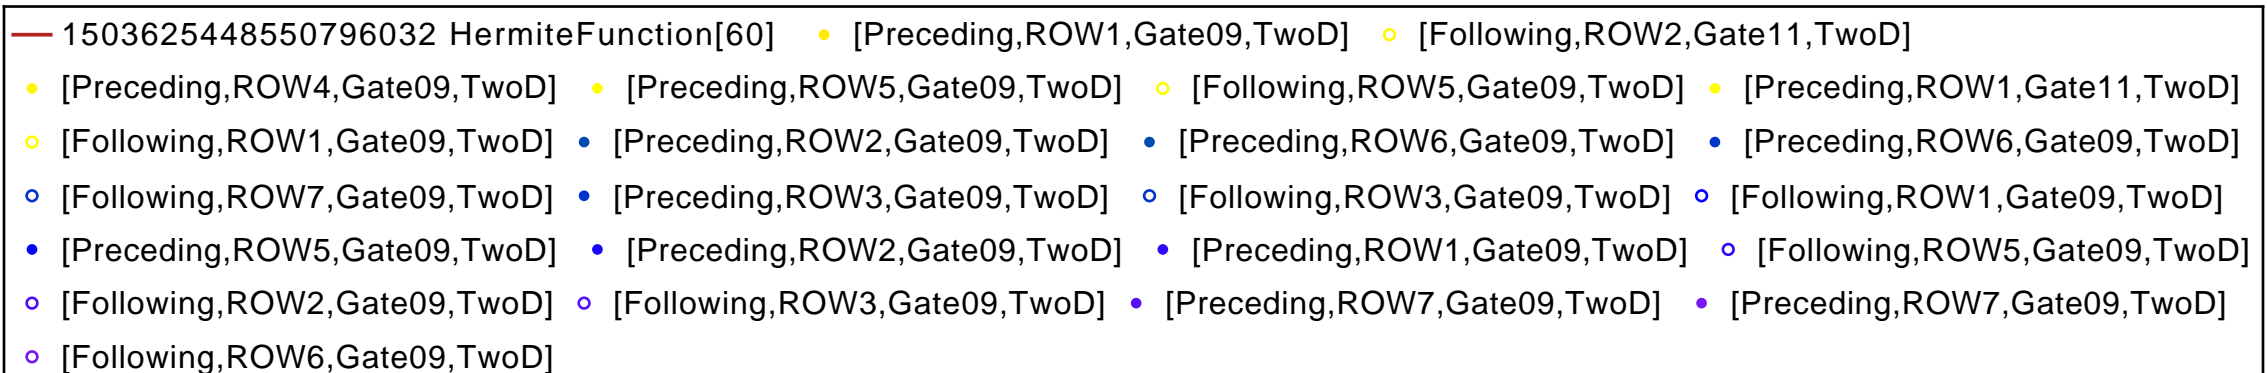 1503625448550796032 HermiteFunction[60] [Preceding,ROW1,Gate09,TwoD] [Following,ROW2,Gate11,TwoD]
[Preceding,ROW4,Gate09,TwoD] [Preceding,ROW5,Gate09,TwoD] [Following,ROW5,Gate09,TwoD] [Preceding,ROW1,Gate11,TwoD]
[Following,ROW1,Gate09,TwoD] [Preceding,ROW2,Gate09,TwoD] [Preceding,ROW6,Gate09,TwoD] [Preceding,ROW6,Gate09,TwoD]
[Following,ROW7,Gate09,TwoD] [Preceding,ROW3,Gate09,TwoD] [Following,ROW3,Gate09,TwoD] [Following,ROW1,Gate09,TwoD]
[Preceding,ROW5,Gate09,TwoD] [Preceding,ROW2,Gate09,TwoD] [Preceding,ROW1,Gate09,TwoD] [Following,ROW5,Gate09,TwoD]
[Following,ROW2,Gate09,TwoD] [Following,ROW3,Gate09,TwoD] [Preceding,ROW7,Gate09,TwoD] [Preceding,ROW7,Gate09,TwoD]
[Following,ROW6,Gate09,TwoD]